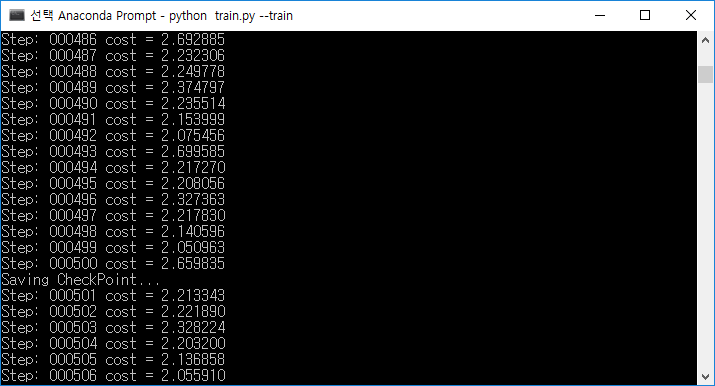 선택 Anaconda Prompt - python  train.py --train
Step: 000486 cost = 2.692885
Step: 000487 cost = 2.232306
Step: 000488 cost = 2.249778
Step: 000489 cost = 2.374797
Step: 000490 cost = 2.235514
Step: 000491 cost = 2.153999
Step: 000492 cost = 2.075456
Step: 000493 cost = 2.699585
Step: 000494 cost = 2.217270
Step: 000495 cost = 2.208056
Step: 000496 cost = 2.327363
Step: 000497 cost = 2.217830
Step: 000498 cost = 2.140596
Step: 000499 cost = 2.050963
Step: 000500 cost = 2.659835
Saving CheckPoint...
Step: 000501 cost = 2.213343
Step: 000502 cost = 2.221890
Step: 000503 cost = 2.328224
Step: 000504 cost = 2.203200
Step: 000505 cost = 2.136858
Step: 000506 cost = 2.055910